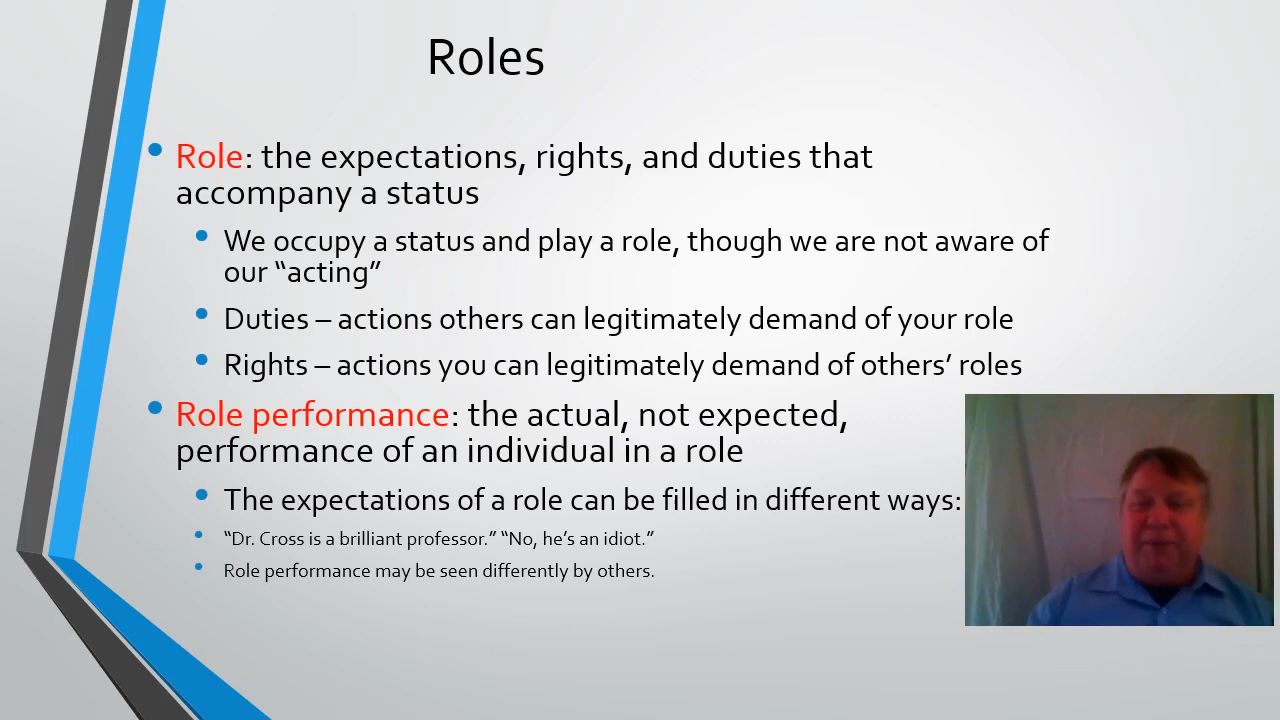 Roles
• Role: the expectations, rights, and duties that
accompany a status
• We occupy a status and play a role, though we are not aware of
our “acting”
• Duties – actions others can legitimately demand of your role
• Rights – actions you can legitimately demand of others’ roles
• Role performance: the actual, not expected,
performance of an individual in a role
• The expectations of a role can be filled in different ways:
• “Dr. Cross is a brilliant professor.” “No, he’s an idiot.”
• Role performance may be seen differently by others.